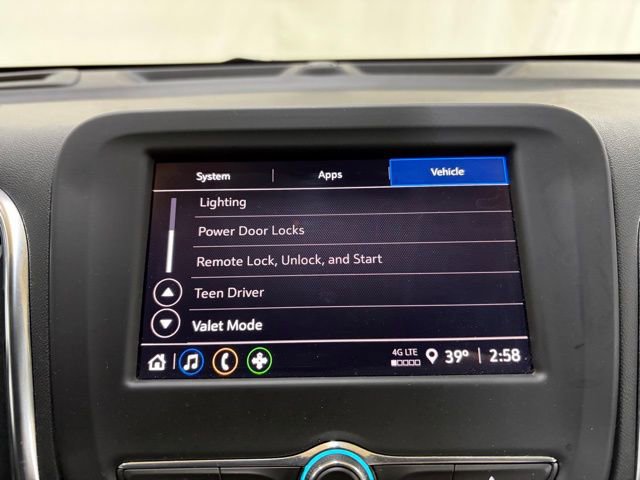 System Apps Vehicle
Lighting
Power Door Locks
Remote Lock, Unlock, and Start
Teen Driver
Valet Mode
4G LTE 39° 2:58